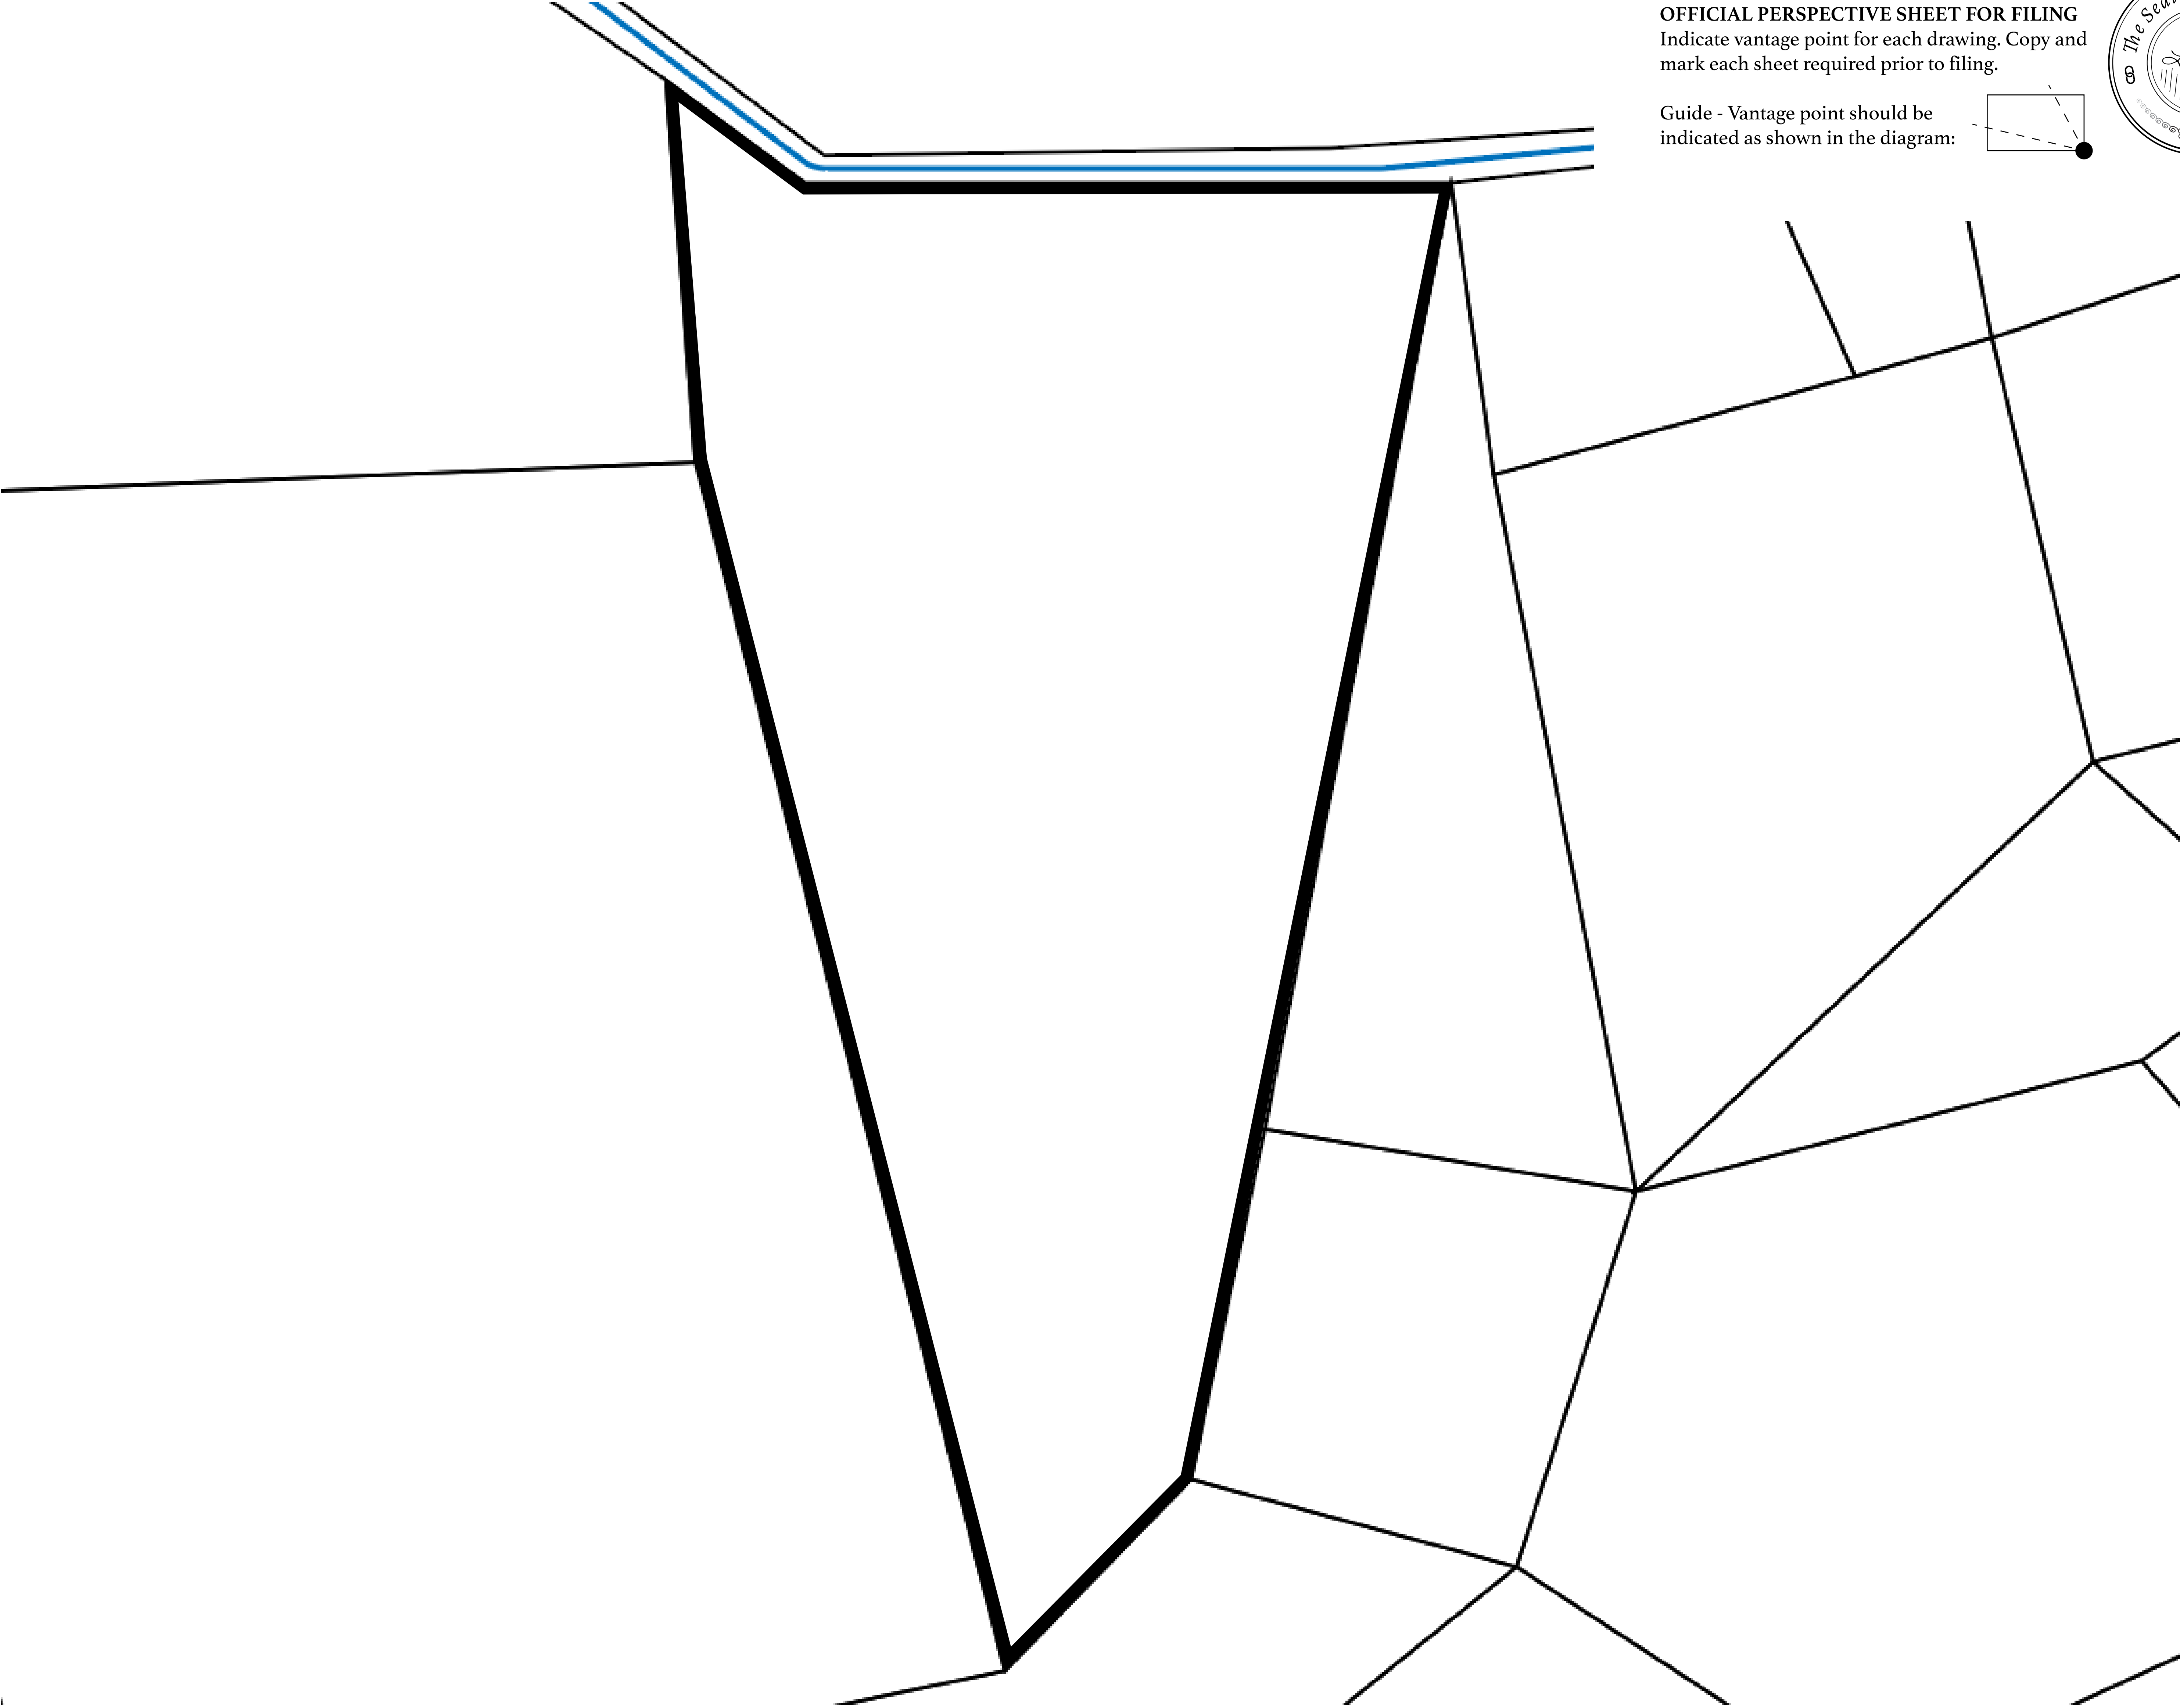 OFFICIAL PERSPECTIVE SHEET FOR FILING
Indicate vantage point for each drawing. Copy and
mark each sheet required prior to filing.
Guide - Vantage point should be
indicated as shown in the diagram:
The